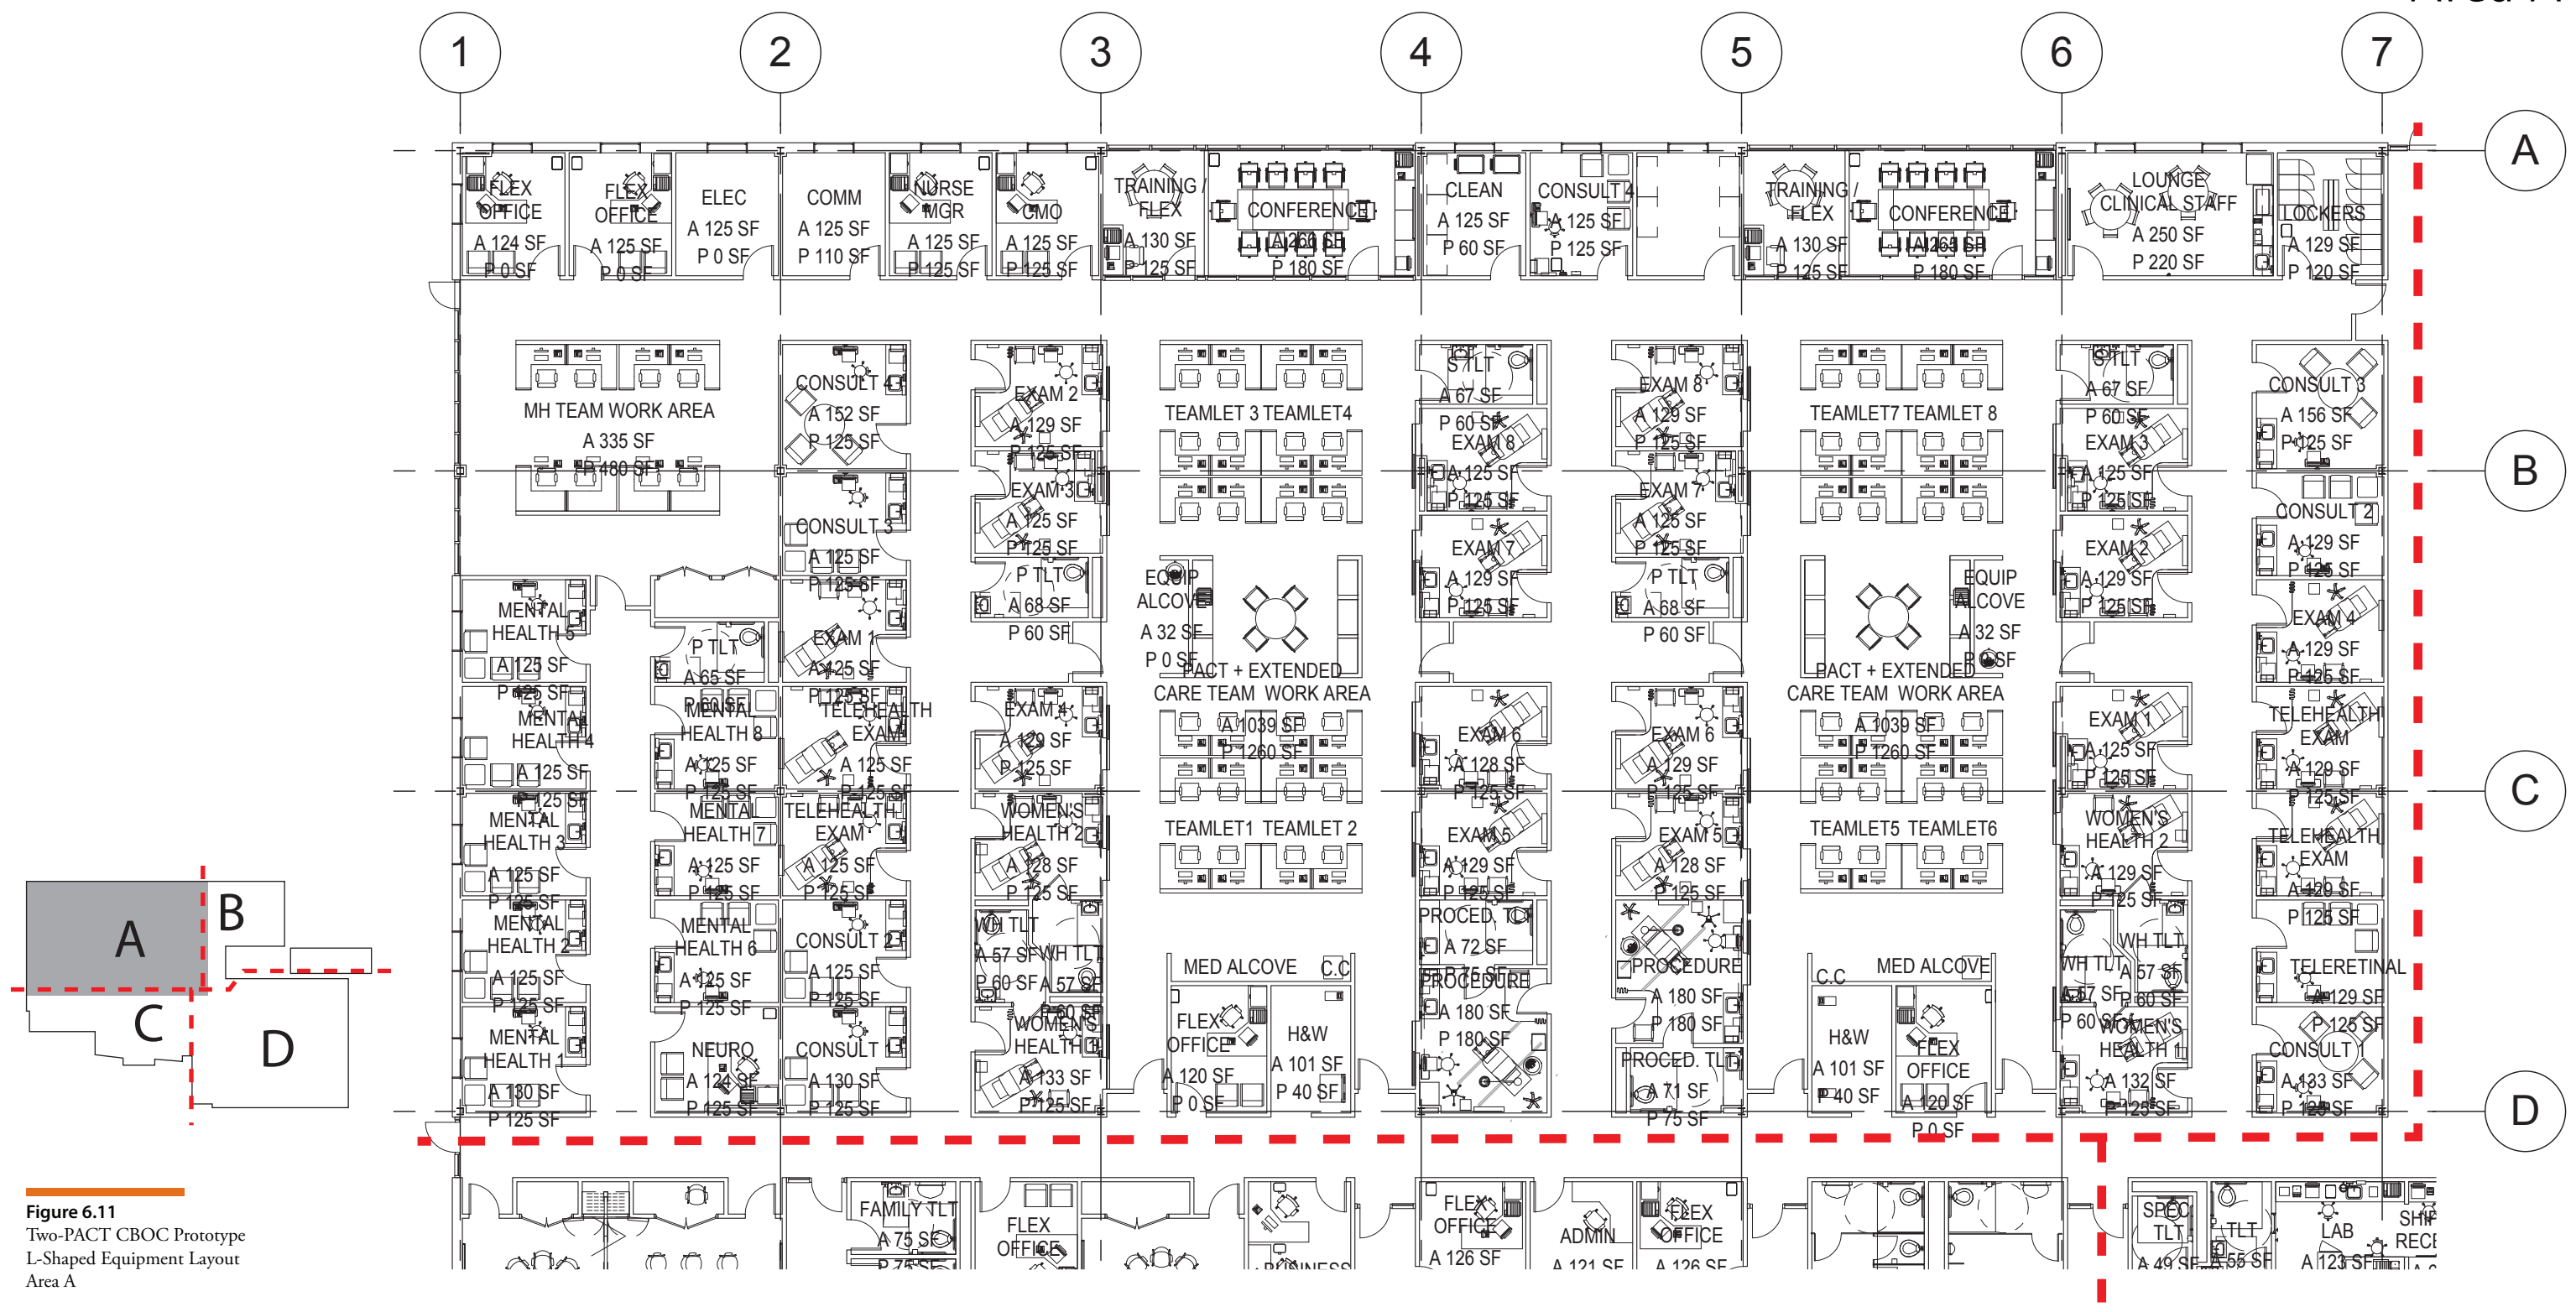 1
2
3
4
5
6
7
A
B
C
D
FLEX
OFFICE
A 124 SF
P 0 SF
FLEX
OFFICE
A 125 SF
P 0 SF
ELEC
A 125 SF
P 0 SF
COMM
A 125 SF
P 110 SF
NURSE
MGR
A 125 SF
P 125 SF
CMO
A 125 SF
P 125 SF
TRAINING /
FLEX
A 130 SF
P 125 SF
CONFERENCE
A 266 SF
P 180 SF
CLEAN
A 125 SF
P 60 SF
CONSULT 4
A 125 SF
P 125 SF
TRAINING /
FLEX
A 130 SF
P 125 SF
CONFERENCE
A 265 SF
P 180 SF
LOUNGE
CLINICAL STAFF
A 250 SF
P 220 SF
LOCKERS
A 129 SF
P 120 SF
MH TEAM WORK AREA
A 335 SF
P 480 SF
CONSULT 4
A 152 SF
P 125 SF
CONSULT 3
A 125 SF
P 125 SF
EXAM 1
A 125 SF
P 125 SF
TELEHEALTH
EXAM
A 125 SF
P 125 SF
TELEHEALTH
EXAM
A 125 SF
P 125 SF
CONSULT 2
A 125 SF
P 125 SF
CONSULT 1
A 130 SF
P 125 SF
MENTAL
HEALTH 5
A 125 SF
P 125 SF
MENTAL
HEALTH 4
A 125 SF
P 125 SF
MENTAL
HEALTH 3
A 125 SF
P 125 SF
MENTAL
HEALTH 2
A 125 SF
P 125 SF
MENTAL
HEALTH 1
A 130 SF
P 125 SF
P TLT
A 65 SF
P 60 SF
MENTAL
HEALTH 8
A 125 SF
P 125 SF
MENTAL
HEALTH 7
A 125 SF
P 125 SF
MENTAL
HEALTH 6
A 125 SF
P 125 SF
NEURO
A 124 SF
P 125 SF
EXAM 2
A 129 SF
P 125 SF
EXAM 3
A 125 SF
P 125 SF
P TLT
A 68 SF
P 60 SF
EXAM 4
A 129 SF
P 125 SF
WOMEN'S
HEALTH 2
A 128 SF
P 125 SF
WH TLT
A 57 SF
P 60 SF
WH TLT
A 57 SF
P 60 SF
WOMEN'S
HEALTH 1
A 133 SF
P 125 SF
TEAMLET 3 TEAMLET4
EQUIP
ALCOVE
A 32 SF
P 0 SF
PACT + EXTENDED
CARE TEAM WORK AREA
A 1039 SF
P 1260 SF
TEAMLET1 TEAMLET 2
MED ALCOVE
C.C
FLEX
OFFICE
A 120 SF
P 0 SF
H&W
A 101 SF
P 40 SF
S TLT
A 67 SF
P 60 SF
EXAM 8
A 125 SF
P 125 SF
EXAM 7
A 129 SF
P 125 SF
EXAM 6
A 128 SF
P 125 SF
EXAM 5
A 129 SF
P 125 SF
PROCED. TLT
A 72 SF
P 75 SF
PROCEDURE
A 180 SF
P 180 SF
EXAM 8
A 129 SF
P 125 SF
EXAM 7
A 125 SF
P 125 SF
P TLT
A 68 SF
P 60 SF
EXAM 6
A 129 SF
P 125 SF
EXAM 5
A 128 SF
P 125 SF
PROCEDURE
A 180 SF
P 180 SF
PROCED. TLT
A 71 SF
P 75 SF
TEAMLET7 TEAMLET 8
EQUIP
ALCOVE
A 32 SF
P 0 SF
PACT + EXTENDED
CARE TEAM WORK AREA
A 1039 SF
P 1260 SF
TEAMLET5 TEAMLET6
C.C
MED ALCOVE
H&W
A 101 SF
P 40 SF
FLEX
OFFICE
A 120 SF
P 0 SF
S TLT
A 67 SF
P 60 SF
EXAM 3
A 125 SF
P 125 SF
EXAM 2
A 129 SF
P 125 SF
EXAM 1
A 125 SF
P 125 SF
WOMEN'S
HEALTH 2
A 129 SF
P 125 SF
WH TLT
A 57 SF
P 60 SF
WH TLT
A 57 SF
P 60 SF
WOMEN'S
HEALTH 1
A 132 SF
P 125 SF
CONSULT 3
A 156 SF
P 125 SF
CONSULT 2
A 129 SF
P 125 SF
EXAM 4
A 129 SF
P 125 SF
TELEHEALTH
EXAM
A 129 SF
P 125 SF
TELEHEALTH
EXAM
A 129 SF
P 125 SF
TELERETINAL
A 129 SF
P 125 SF
CONSULT 1
A 133 SF
P 125 SF
FAMILY TLT
A 75 SF
P 75 SF
FLEX
OFFICE
BUSINESS
FLEX
OFFICE
A 126 SF
ADMIN
A 121 SF
FLEX
OFFICE
A 126 SF
SPEC
TLT
A 49 SF
TLT
A 55 SF
LAB
A 123 SF
A
B
C
D
Figure 6.11
Two-PACT CBOC Prototype
L-Shaped Equipment Layout
Area A